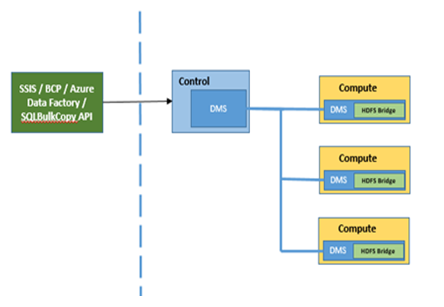 SSIS / BCP / Azure
Data Factory /
SQLBulkCopy API
Control
DMS
Compute
DMS
HDFS Bridge
Compute
DMS
HDFS Bridge
Compute
DMS
HDFS Bridge